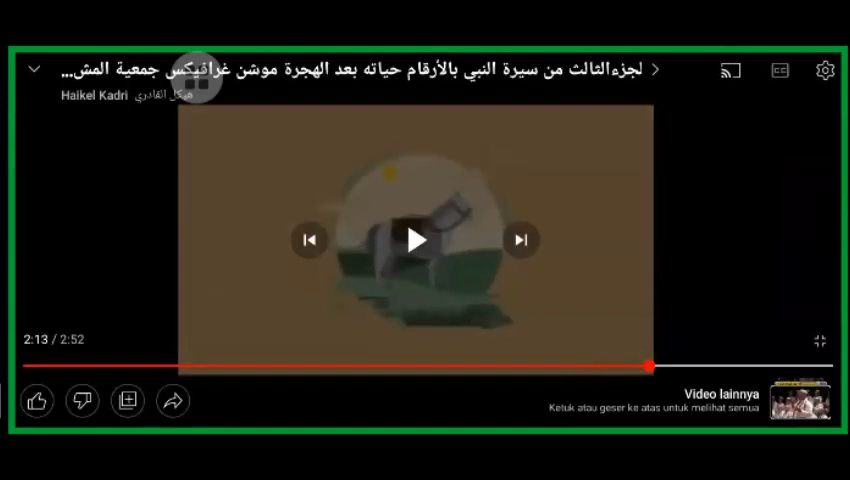 لجزءالثالث من سيرة النبي بالأرقام حياته بعد الهجرة موشن غرافيكس جمعية المش...
Haikel Kadri هيكل القادري
CC
2:13 / 2:52
Video lainnya
Ketuk atau geser ke atas untuk melihat semua